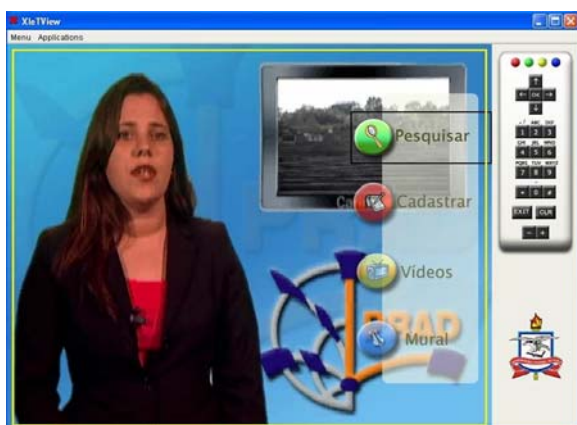 XleTView
Menu Applications
Pesquisar
Cadastrar
Vídeos
Mural
PRAD
OK
ABC DEF
1 2 3
GHI JKL MNO
4 5 6
PQRS TUV WXYZ
7 8 9
* 0 #
EXIT CLR
- +